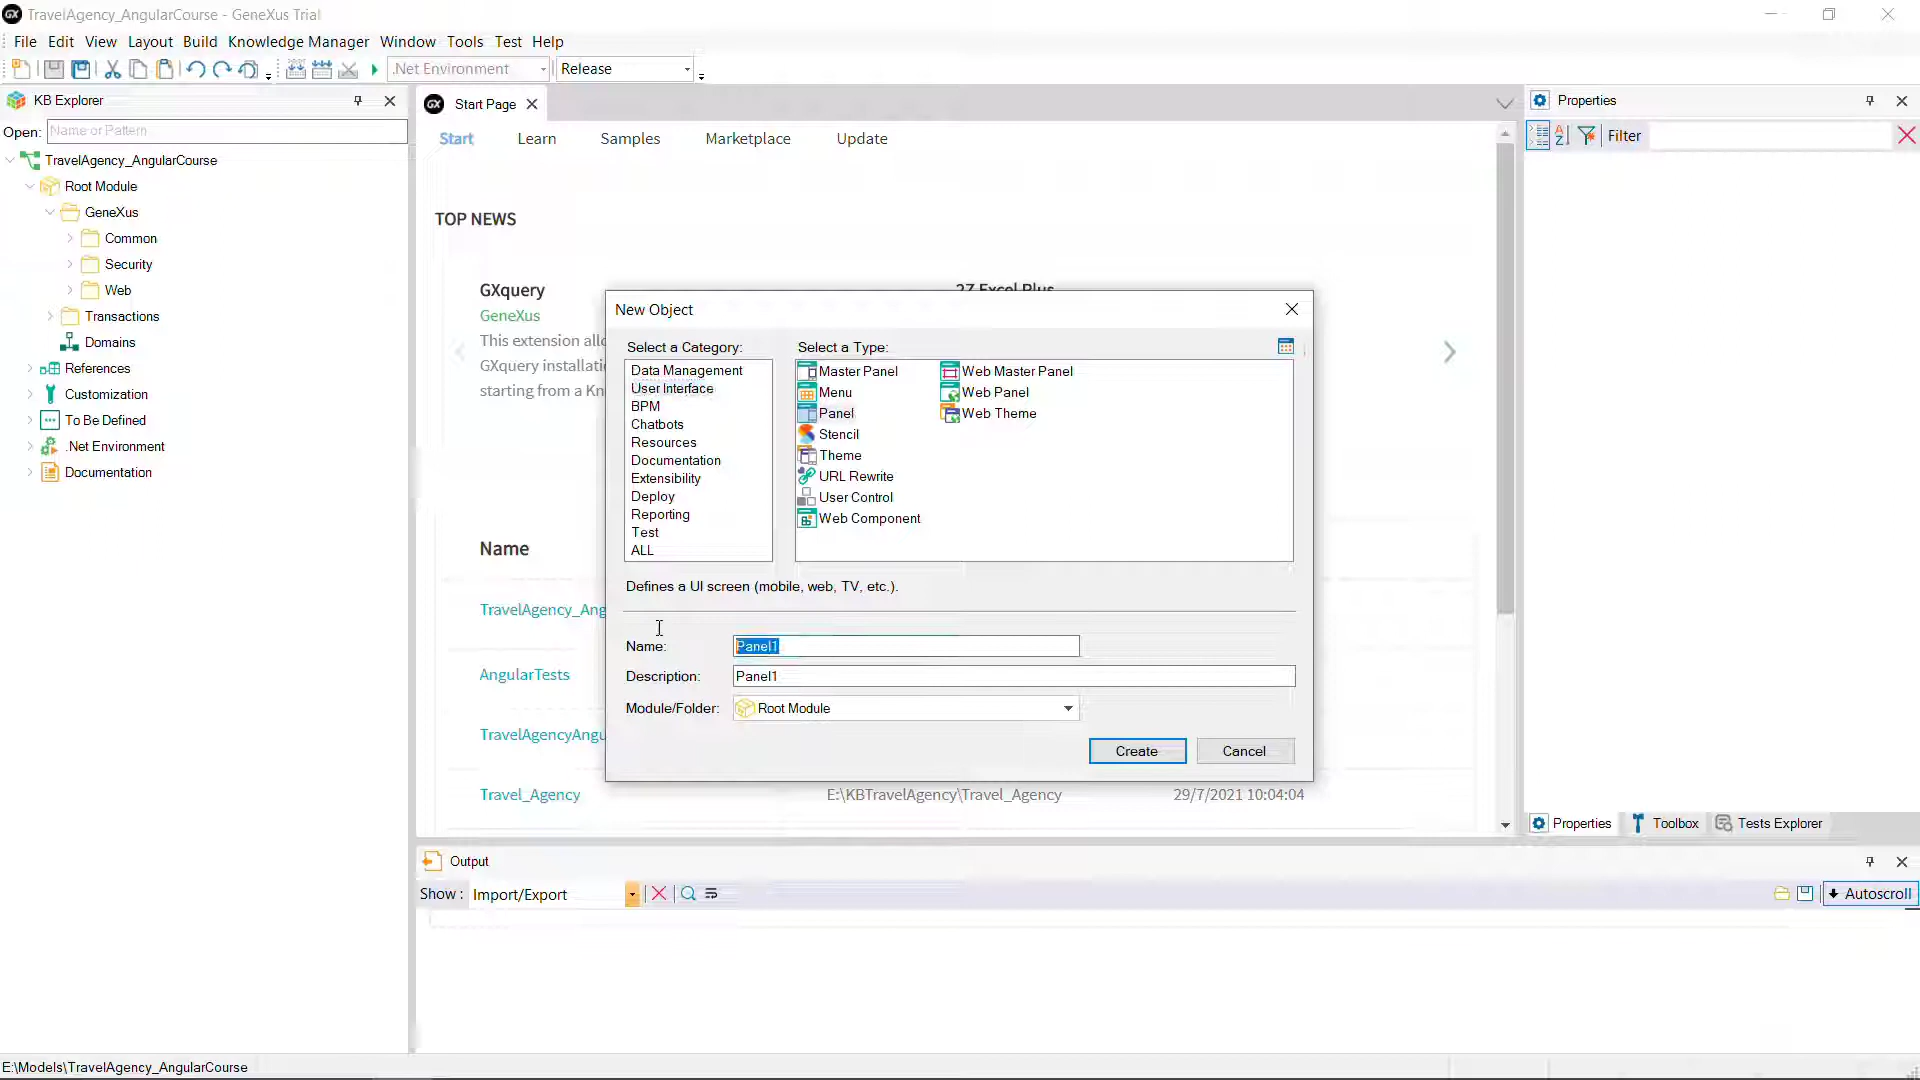 TravelAgency_AngularCourse - GeneXus Trial
File Edit View Layout Build Knowledge Manager Window Tools Test Help
.Net Environment Release
KB Explorer
Open: Name or Pattern
TravelAgency_AngularCourse
Root Module
GeneXus
Common
Security
Web
Transactions
Domains
References
Customization
To Be Defined
.Net Environment
Documentation
GX Start Page
Start Learn Samples Marketplace Update
TOP NEWS
GXquery
GeneXus
This extension allo
GXquery installati
starting from a Kn
27 Excel Plus
Name
TravelAgency_Ang
AngularTests
TravelAgencyAngu
Travel_Agency E:\KBTravelAgency\Travel_Agency 29/7/2021 10:04:04
New Object
Select a Category:
Data Management
User Interface
BPM
Chatbots
Resources
Documentation
Extensibility
Deploy
Reporting
Test
ALL
Select a Type:
Master Panel
Menu
Panel
Stencil
Theme
URL Rewrite
User Control
Web Component
Web Master Panel
Web Panel
Web Theme
Defines a UI screen (mobile, web, TV, etc.).
Name: Panel1
Description: Panel1
Module/Folder: Root Module
Create Cancel
Properties
Filter
Properties Toolbox Tests Explorer
Output
Show : Import/Export
Autoscroll
E:\Models\TravelAgency_AngularCourse